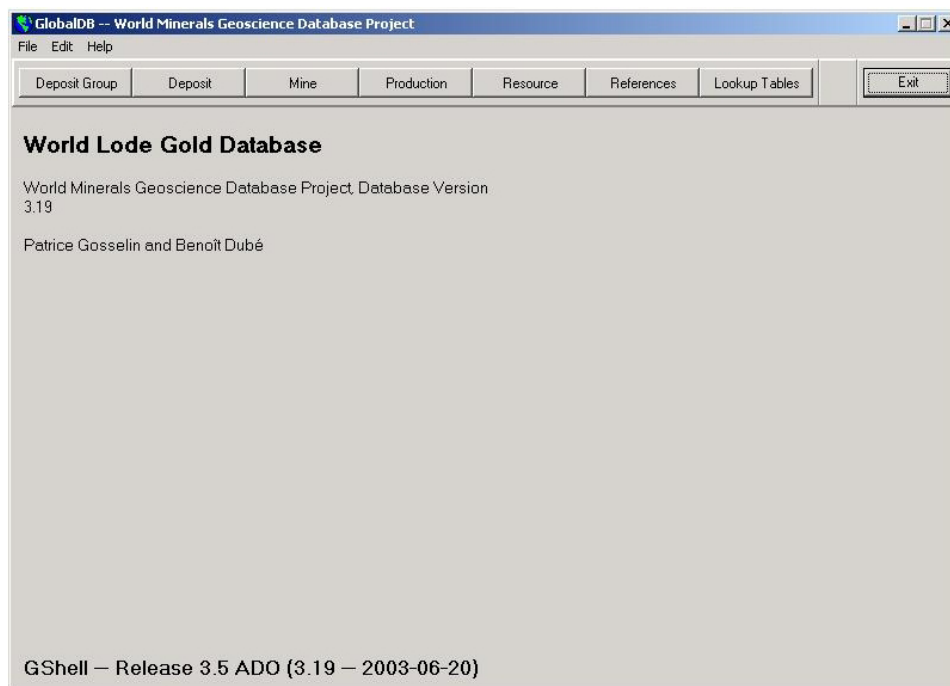 GlobalDB -- World Minerals Geoscience Database Project
File Edit Help
Deposit Group Deposit Mine Production Resource References Lookup Tables Exit
World Lode Gold Database
World Minerals Geoscience Database Project, Database Version
3.19
Patrice Gosselin and Benoît Dubé
GShell – Release 3.5 ADO (3.19 – 2003-06-20)